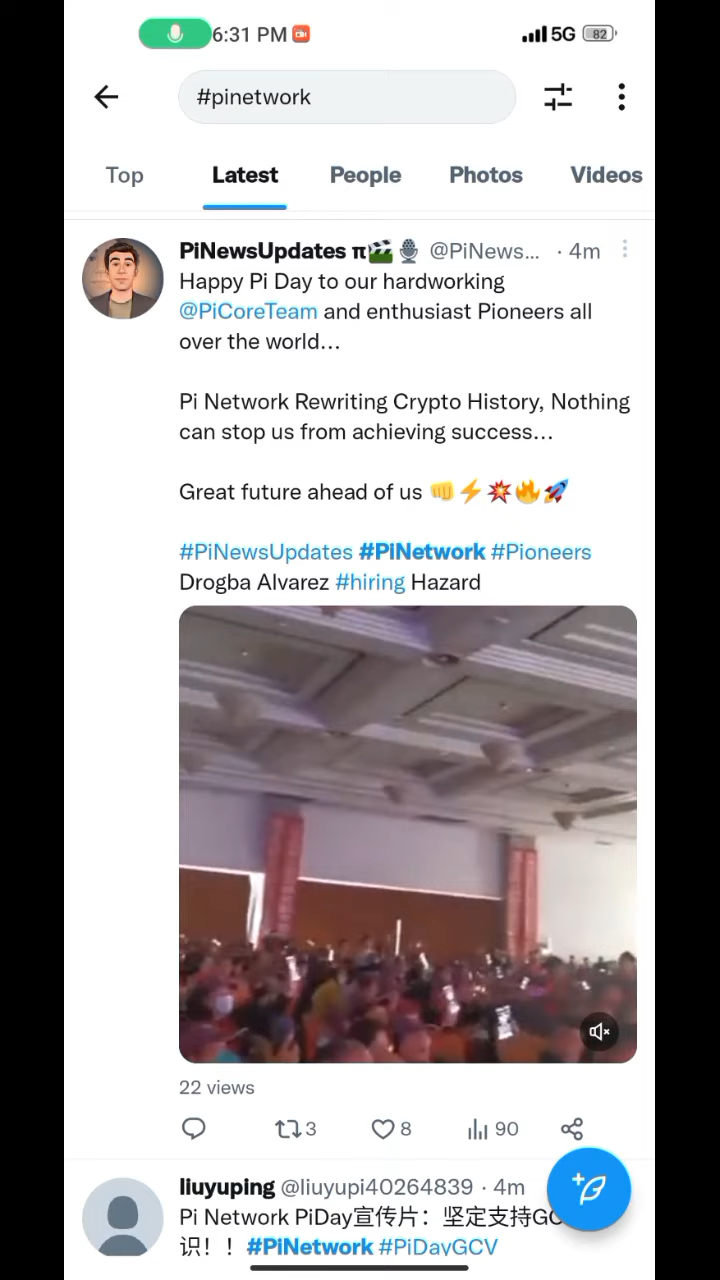 6:31 PM
5G 82
#pinetwork
Top Latest People Photos Videos
PiNewsUpdates π🎬🎙 @PiNews... · 4m
Happy Pi Day to our hardworking
@PiCoreTeam and enthusiast Pioneers all
over the world...
Pi Network Rewriting Crypto History, Nothing
can stop us from achieving success...
Great future ahead of us 👊⚡💥🔥🚀
#PiNewsUpdates #PiNetwork #Pioneers
Drogba Alvarez #hiring Hazard
22 views
3 8 90
liuyuping @liuyupi40264839 · 4m
Pi Network PiDay宣传片：坚定支持GC
识！！ #PiNetwork #PiDayGCV